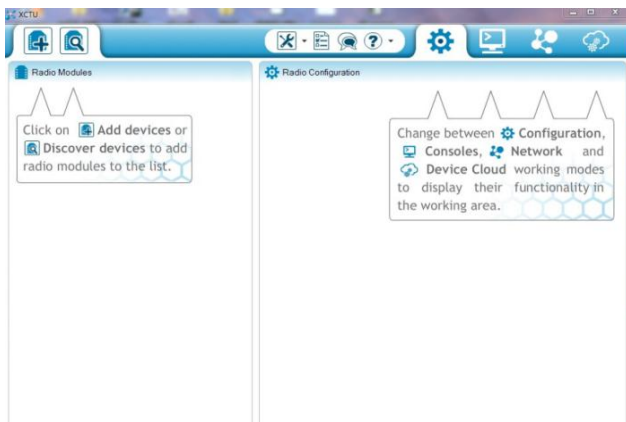 XCTU
Radio Modules
Radio Configuration
Click on Add devices or
Discover devices to add
radio modules to the list.
Change between Configuration,
Consoles, Network and
Device Cloud working modes
to display their functionality in
the working area.